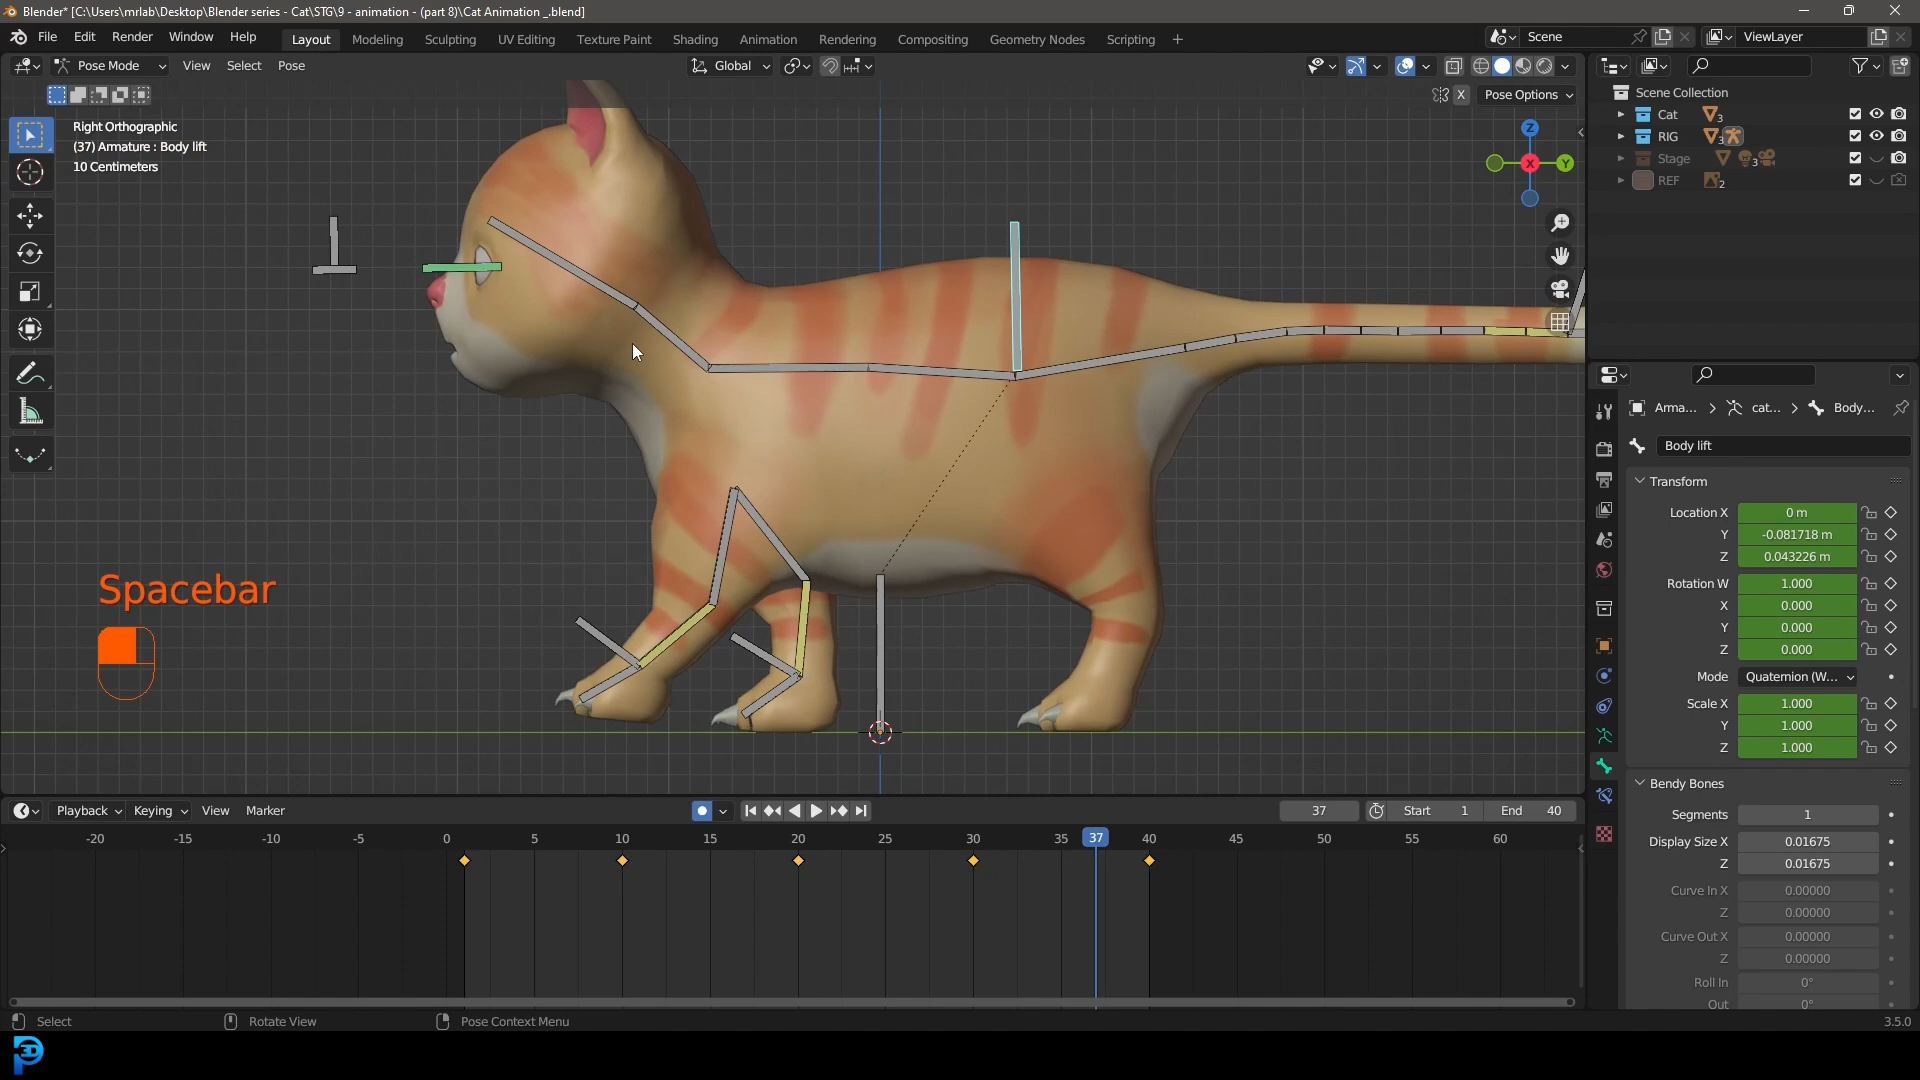 Blender* [C:\Users\mrlab\Desktop\Blender series - Cat\STG\9 - animation - (part 8)\Cat Animation _.blend]
File Edit Render Window Help Layout Modeling Sculpting UV Editing Texture Paint Shading Animation Rendering Compositing Geometry Nodes Scripting + Scene ViewLayer
Pose Mode View Select Pose Global
X Pose Options
Right Orthographic
(37) Armature : Body lift
10 Centimeters
Z
X
Y
Scene Collection
Cat 3
RIG 3
Stage 3
REF 2
Spacebar
Arma... > cat... > Body...
Body lift
Transform
Location X 0 m
Y -0.081718 m
Z 0.043226 m
Rotation W 1.000
X 0.000
Y 0.000
Z 0.000
Mode Quaternion (W...
Scale X 1.000
Y 1.000
Z 1.000
Bendy Bones
Segments 1
Display Size X 0.01675
Z 0.01675
Curve In X 0.00000
Z 0.00000
Curve Out X 0.00000
Z 0.00000
Roll In 0°
Out 0°
Playback Keying View Marker 37 Start 1 End 40
-20 -15 -10 -5 0 5 10 15 20 25 30 35 37 40 45 50 55 60
Select Rotate View Pose Context Menu 3.5.0